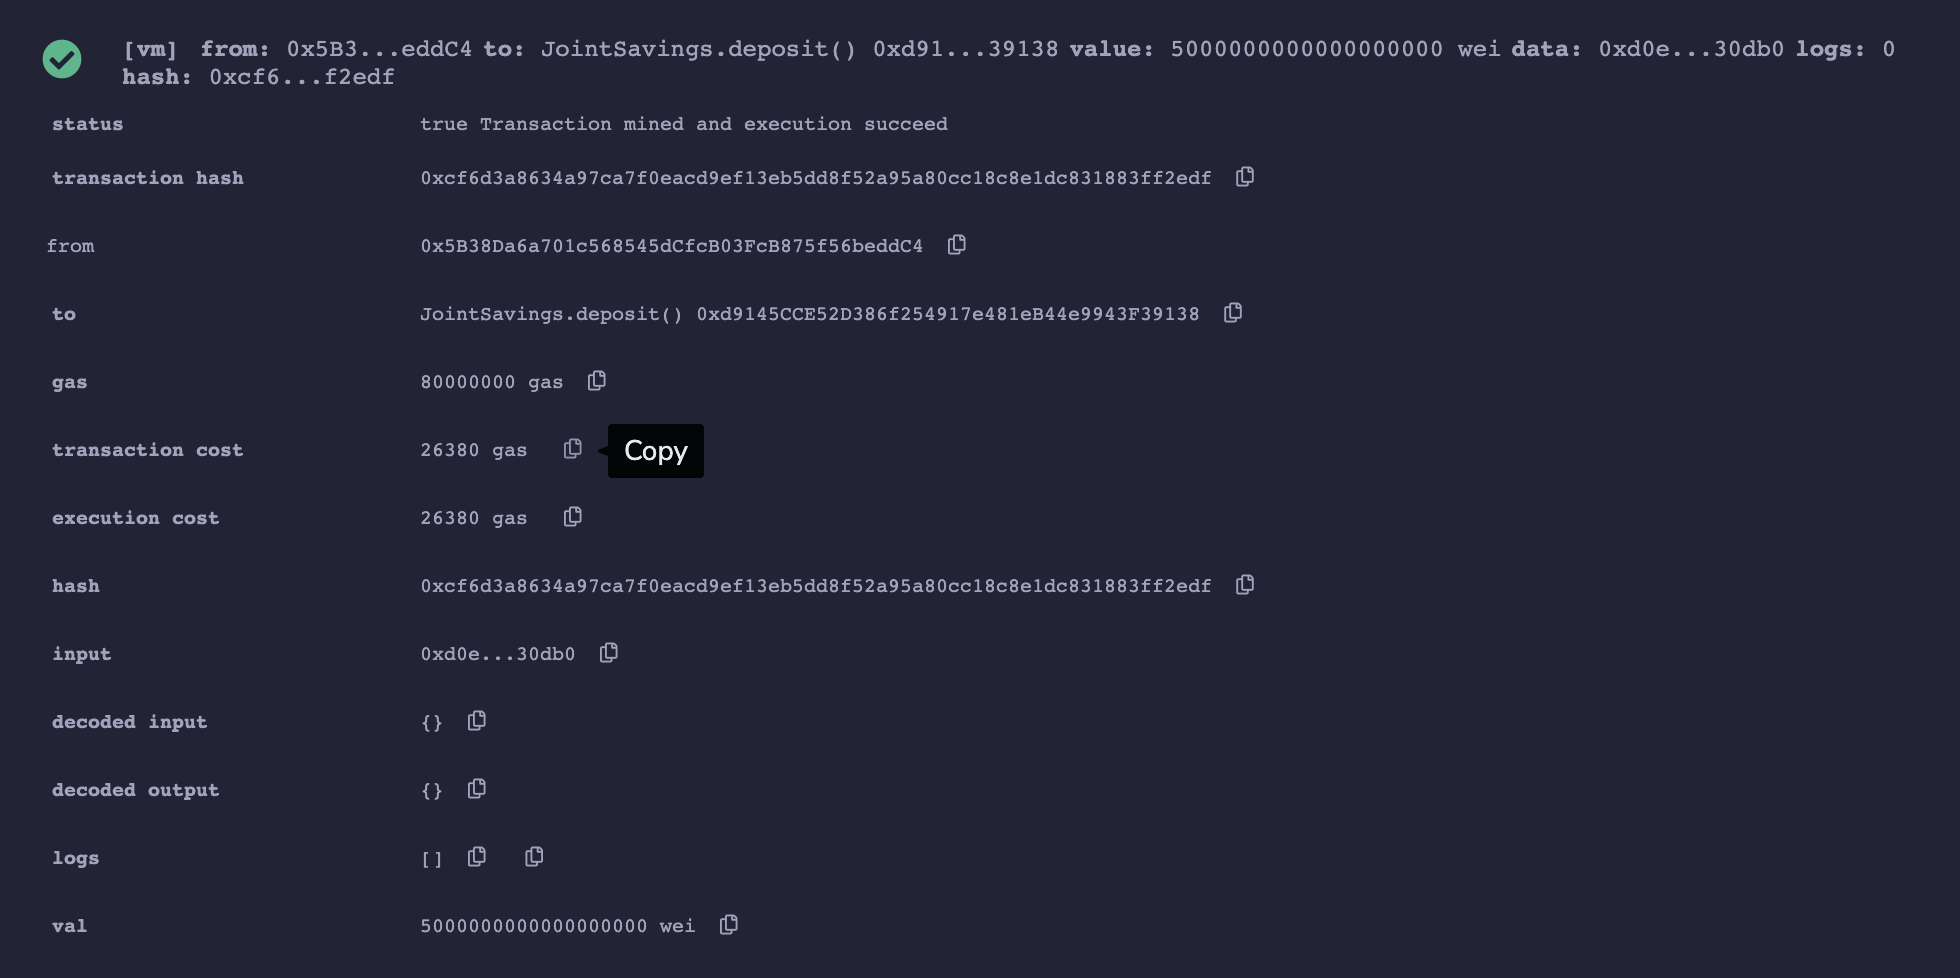 [vm] from: 0x5B3...eddC4 to: JointSavings.deposit() 0xd91...39138 value: 5000000000000000000 wei data: 0xd0e...30db0 logs: 0
hash: 0xcf6...f2edf
status true Transaction mined and execution succeed
transaction hash 0xcf6d3a8634a97ca7f0eacd9ef13eb5dd8f52a95a80cc18c8e1dc831883ff2edf
from 0x5B38Da6a701c568545dCfcB03FcB875f56beddC4
to JointSavings.deposit() 0xd9145CCE52D386f254917e481eB44e9943F39138
gas 80000000 gas
transaction cost 26380 gas Copy
execution cost 26380 gas
hash 0xcf6d3a8634a97ca7f0eacd9ef13eb5dd8f52a95a80cc18c8e1dc831883ff2edf
input 0xd0e...30db0
decoded input {}
decoded output {}
logs []
val 5000000000000000000 wei